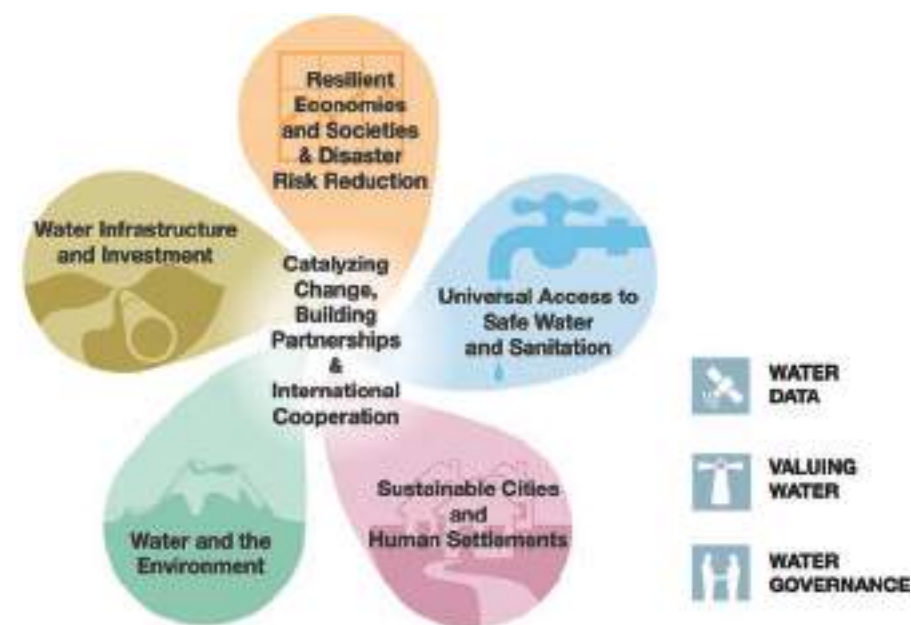 Resilient
Economies
and Societies
& Disaster
Risk Reduction
Water Infrastructure
and Investment
Catalyzing
Change,
Building
Partnerships
&
International
Cooperation
Universal Access to
Safe Water
and Sanitation
Sustainable Cities
and
Human Settlements
Water and the
Environment
WATER
DATA
VALUING
WATER
WATER
GOVERNANCE